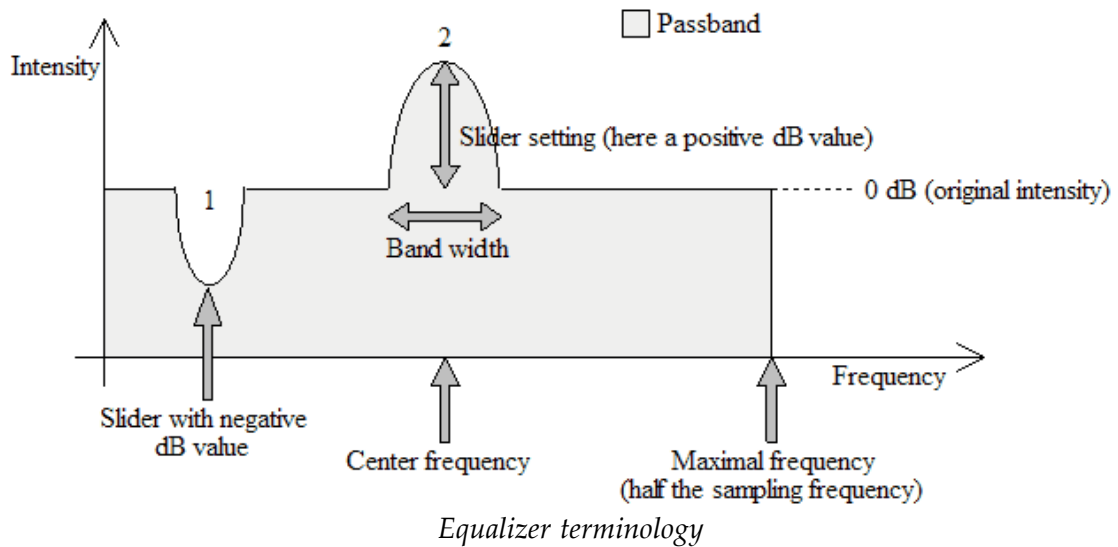 Passband
2
Intensity
Slider setting (here a positive dB value)
1
0 dB (original intensity)
Band width
Frequency
Slider with negative
dB value
Center frequency
Maximal frequency
(half the sampling frequency)
Equalizer terminology